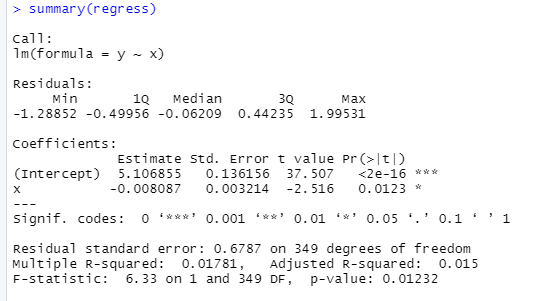 > summary(regress)
Call:
lm(formula = y ~ x)
Residuals:
     Min       1Q   Median       3Q      Max
-1.28852 -0.49956 -0.06209  0.44235  1.99531
Coefficients:
             Estimate Std. Error t value Pr(>|t|)
(Intercept)  5.106855   0.136156  37.507   <2e-16 ***
x           -0.008087   0.003214  -2.516   0.0123 *
---
Signif. codes:  0 ‘***’ 0.001 ‘**’ 0.01 ‘*’ 0.05 ‘.’ 0.1 ‘ ’ 1
Residual standard error: 0.6787 on 349 degrees of freedom
Multiple R-squared:  0.01781,   Adjusted R-squared:  0.015
F-statistic:  6.33 on 1 and 349 DF,  p-value: 0.01232